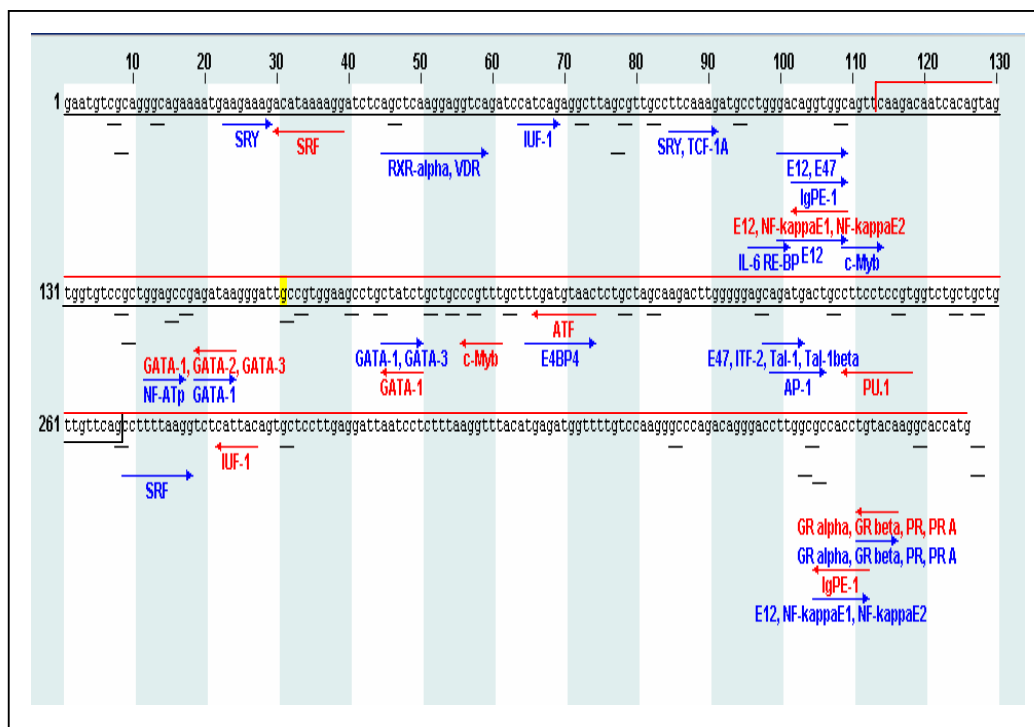 10 20 30 40 50 60 70 80 90 100 110 120 130
1 gaatgtcgcagggcagaaaatgaagaaagacataaaaggatctcagctcaaggaggtcagatccatcagaggcttagcgttgccttcaaagatgcctgggacaggtggcagttcaagacaatcacagtag
SRY SRF IUF-1 SRY, TCF-1A
RXR-alpha, VDR E12, E47
IgPE-1
E12, NF-kappaE1, NF-kappaE2
IL-6 RE-BP E12 c-Myb
131 tggtgtccgctggagccgagataagggattgccgtggaagcctgctatctgctgcccgtttgctttgatgtaactctgctagcaagacttgggggagcagatgactgccttcctccgtggtctgctgctg
ATF
GATA-1, GATA-2, GATA-3 GATA-1, GATA-3 c-Myb E4BP4 E47, ITF-2, Tal-1, Tal-1beta
NF-ATp GATA-1 GATA-1 AP-1 PU.1
261 ttgttcagccttttaaggtctcattacagtgctccttgaggattaatcctctttaaggtttacatgagatggttttgtccaagggcccagacagggaccttggcgccacctgtacaaggcaccatg
IUF-1
SRF
GR alpha, GR beta, PR, PR A
GR alpha, GR beta, PR, PR A
IgPE-1
E12, NF-kappaE1, NF-kappaE2